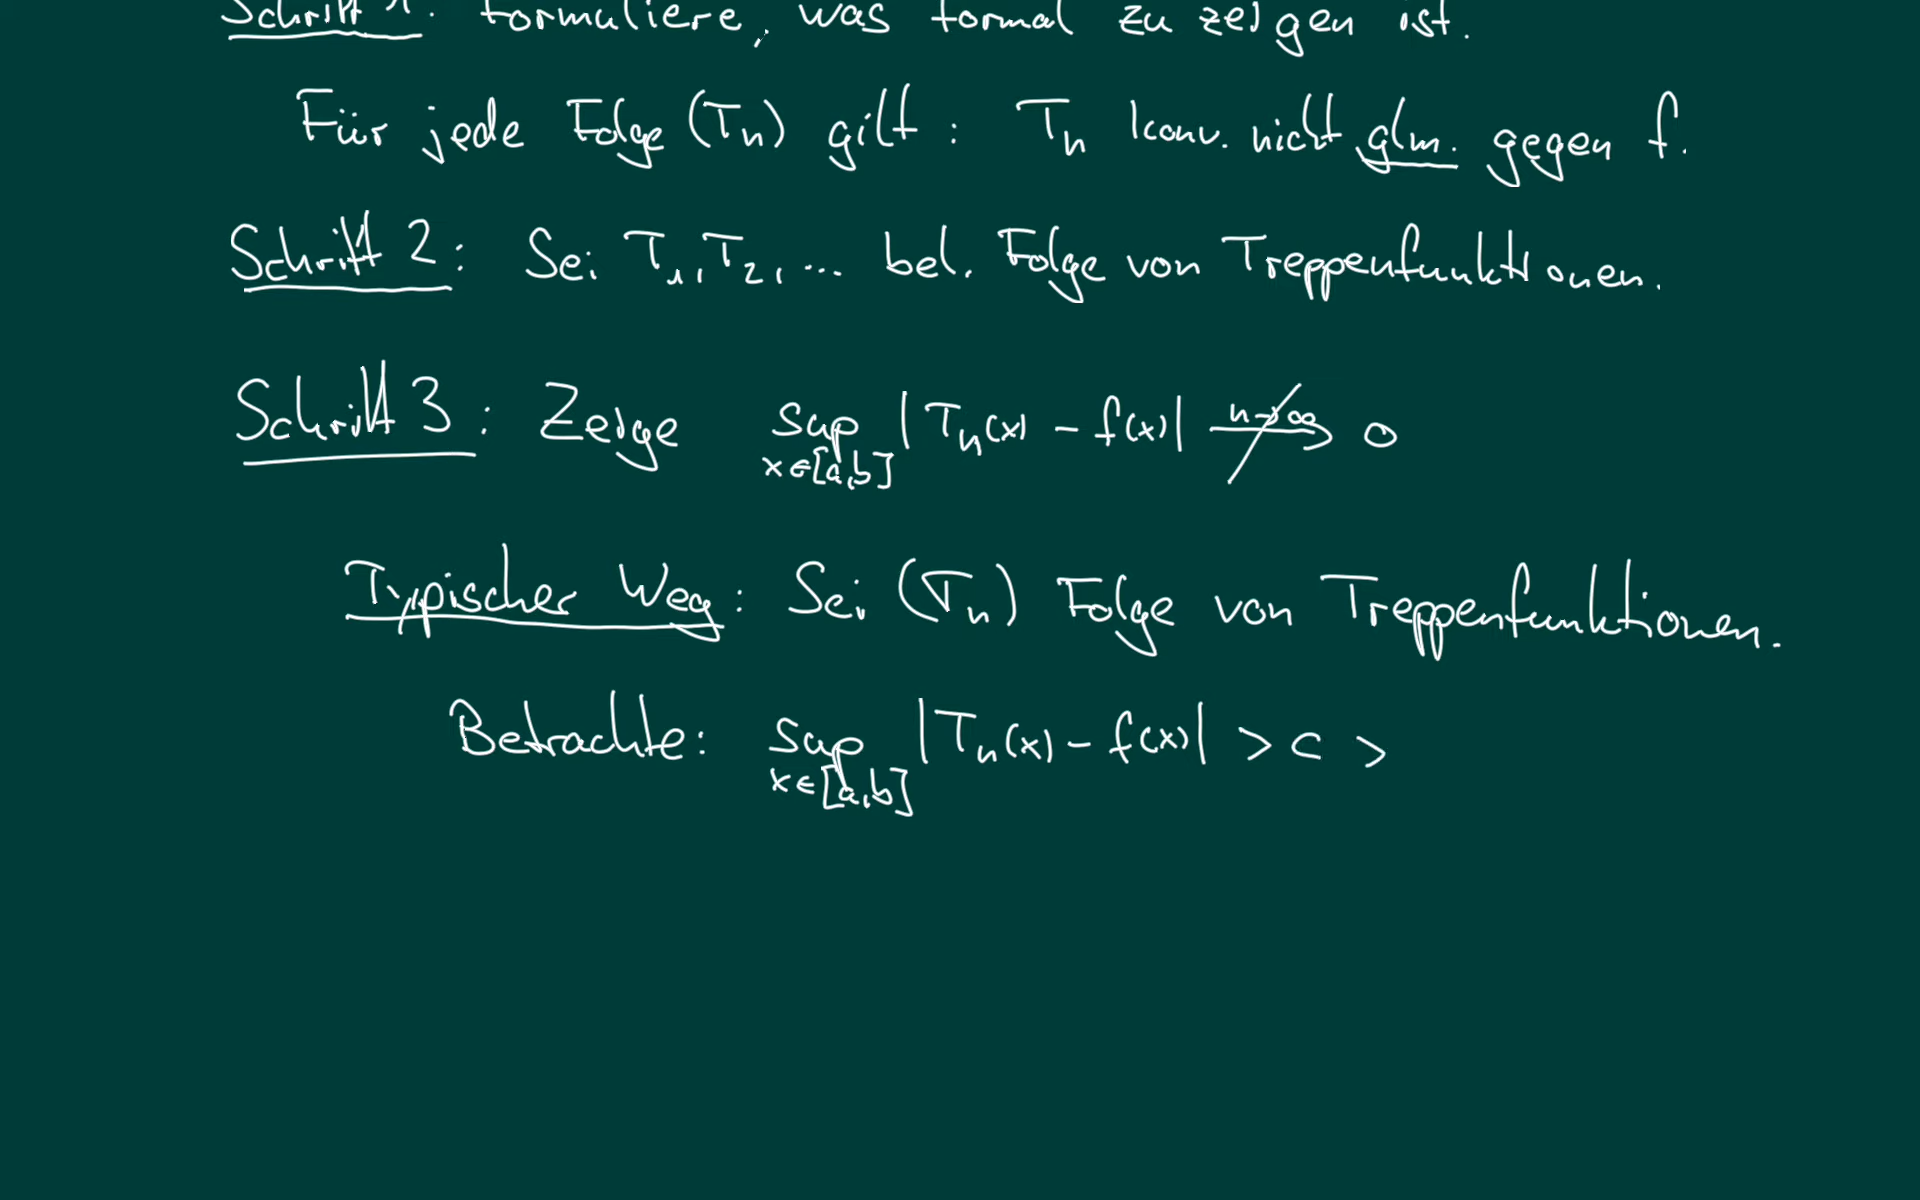 Schritt 1: formuliere, was formal zu zeigen ist.
Für jede Folge (Tn) gilt: Tn konv. nicht glm. gegen f.
Schritt 2: Sei T₁, T₂, ... bel. Folge von Treppenfunktionen.
Schritt 3: Zeige sup x∈[a,b] |Tₙ(x) - f(x)| n→∞ ↛ 0
Typischer Weg: Sei (Tₙ) Folge von Treppenfunktionen.
Betrachte: sup x∈[a,b] |Tₙ(x) - f(x)| > c >